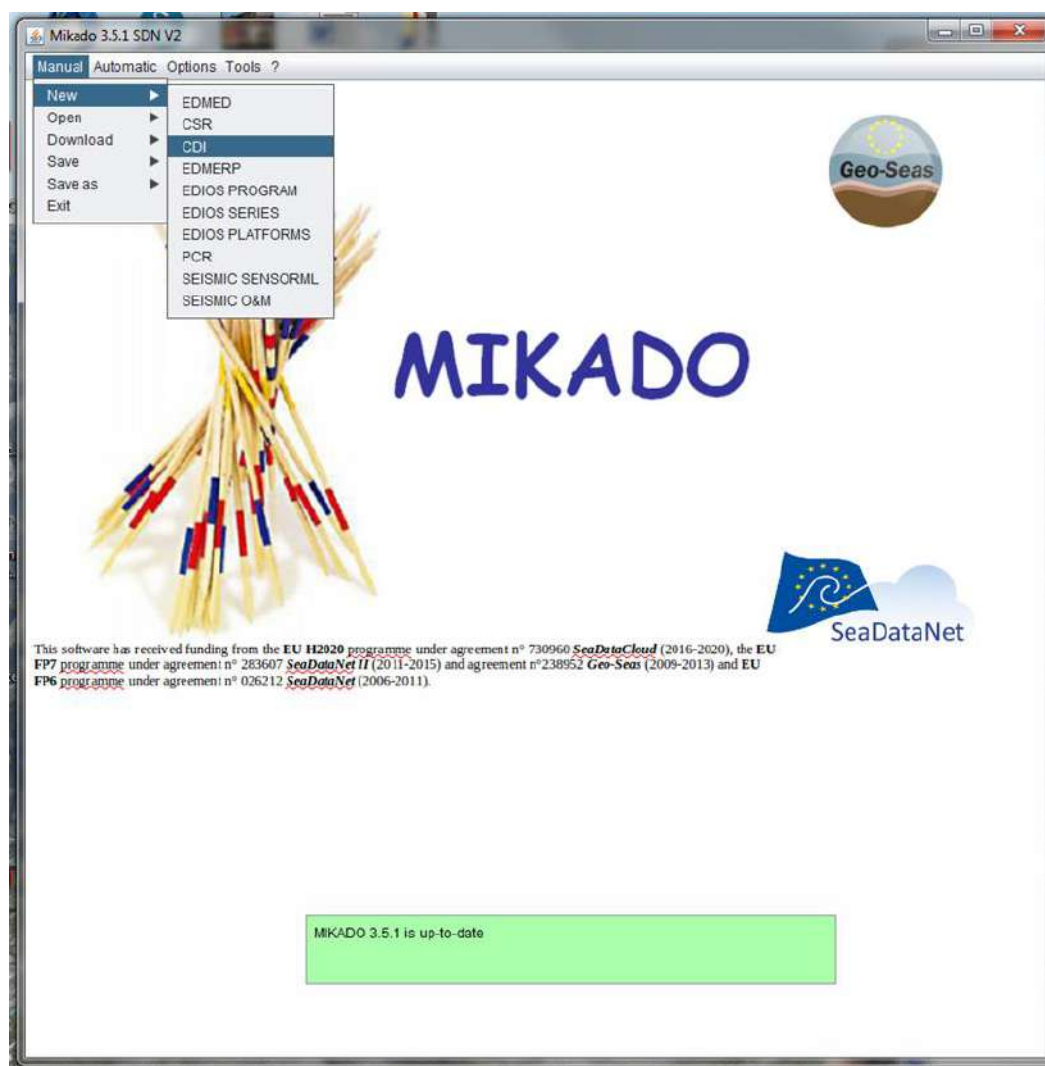 Mikado 3.5.1 SDN V2
Manual Automatic Options Tools ?
New
Open
Download
Save
Save as
Exit
EDMED
CSR
CDI
EDMERP
EDIOS PROGRAM
EDIOS SERIES
EDIOS PLATFORMS
PCR
SEISMIC SENSORML
SEISMIC O&M
Geo-Seas
MIKADO
SeaDataNet
This software has received funding from the EU H2020 programme under agreement n° 730960 SeaDataCloud (2016-2020), the EU
FP7 programme under agreement n° 283607 SeaDataNet II (2011-2015) and agreement n°238952 Geo-Seas (2009-2013) and EU
FP6 programme under agreement n° 026212 SeaDataNet (2006-2011).
MIKADO 3.5.1 is up-to-date